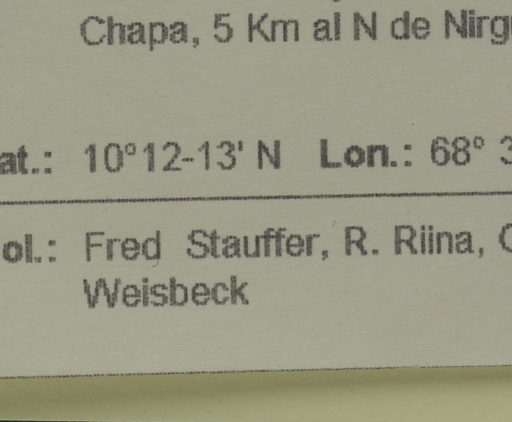 Chapa, 5 Km al N de Nirg
at.: 10°12-13' N Lon.: 68° 3
ol.: Fred Stauffer, R. Riina, C
Weisbeck